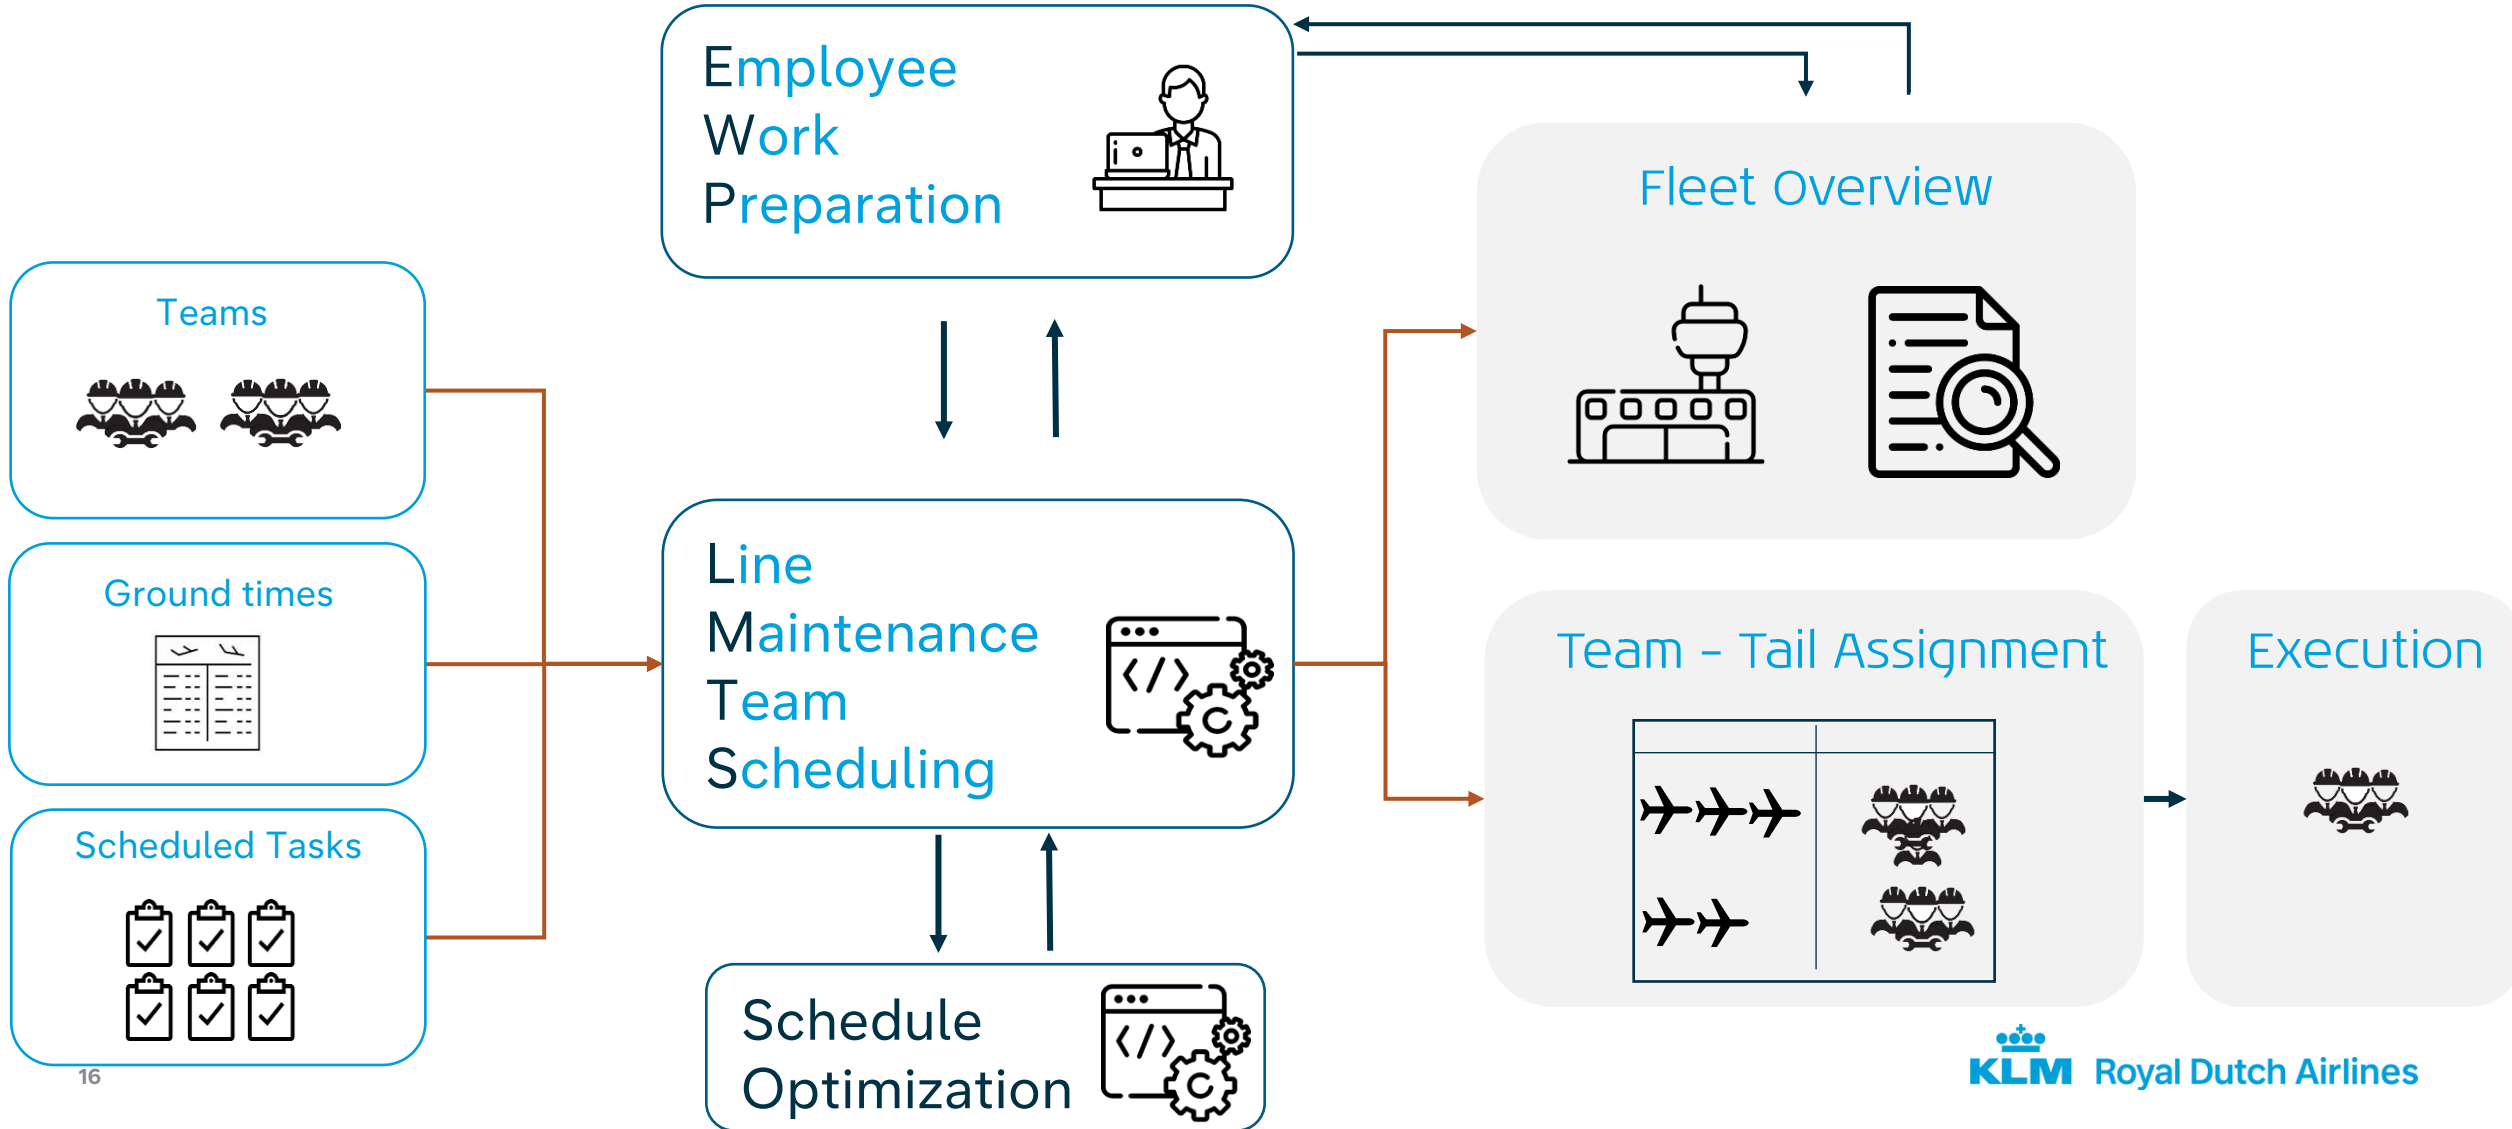 Employee
Work
Preparation
Fleet Overview
Teams
Ground times
Line
Maintenance
Team
Scheduling
Team - Tail Assignment
Execution
Scheduled Tasks
Schedule
Optimization
16
KLM Royal Dutch Airlines